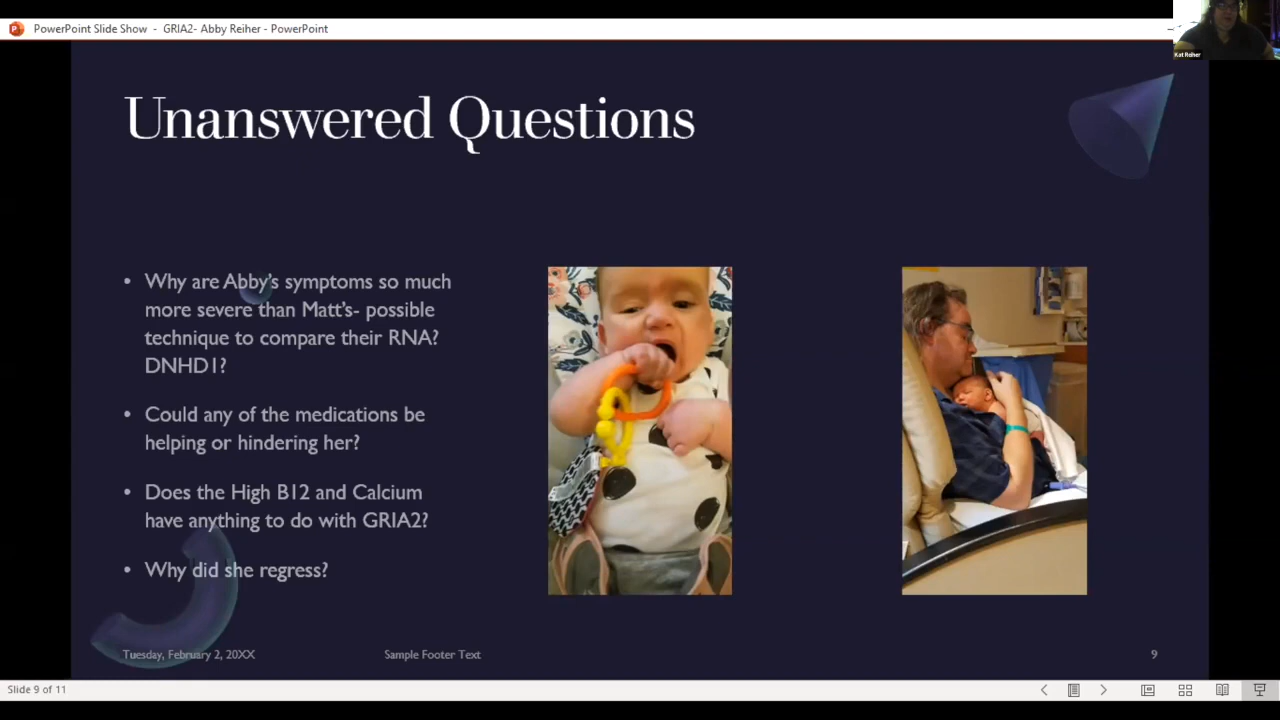 PowerPoint Slide Show - GRIA2- Abby Reiher - PowerPoint
Kat Reiher
Unanswered Questions
• Why are Abby's symptoms so much
more severe than Matt's- possible
technique to compare their RNA?
DNHD1?
• Could any of the medications be
helping or hindering her?
• Does the High B12 and Calcium
have anything to do with GRIA2?
• Why did she regress?
Tuesday, February 2, 20XX
Sample Footer Text
9
Slide 9 of 11